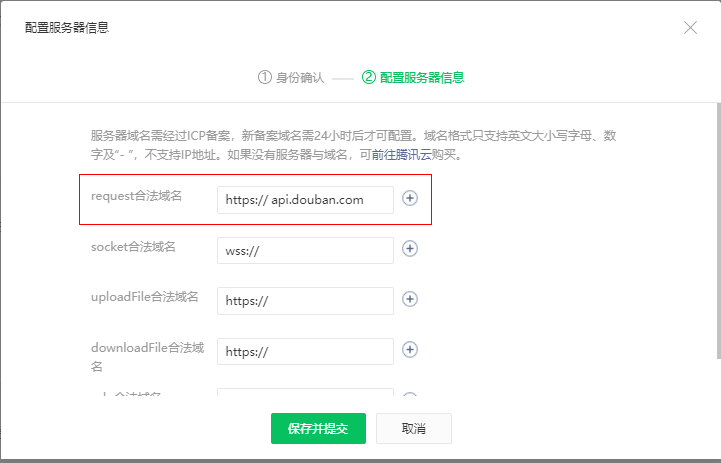 配置服务器信息
① 身份确认 —— ② 配置服务器信息
服务器域名需经过ICP备案，新备案域名需24小时后才可配置。域名格式只支持英文大小写字母、数
字及“- ”，不支持IP地址。如果没有服务器与域名，可前往腾讯云购买。
request合法域名 https:// api.douban.com
socket合法域名 wss://
uploadFile合法域名 https://
downloadFile合法域
名 https://
保存并提交 取消